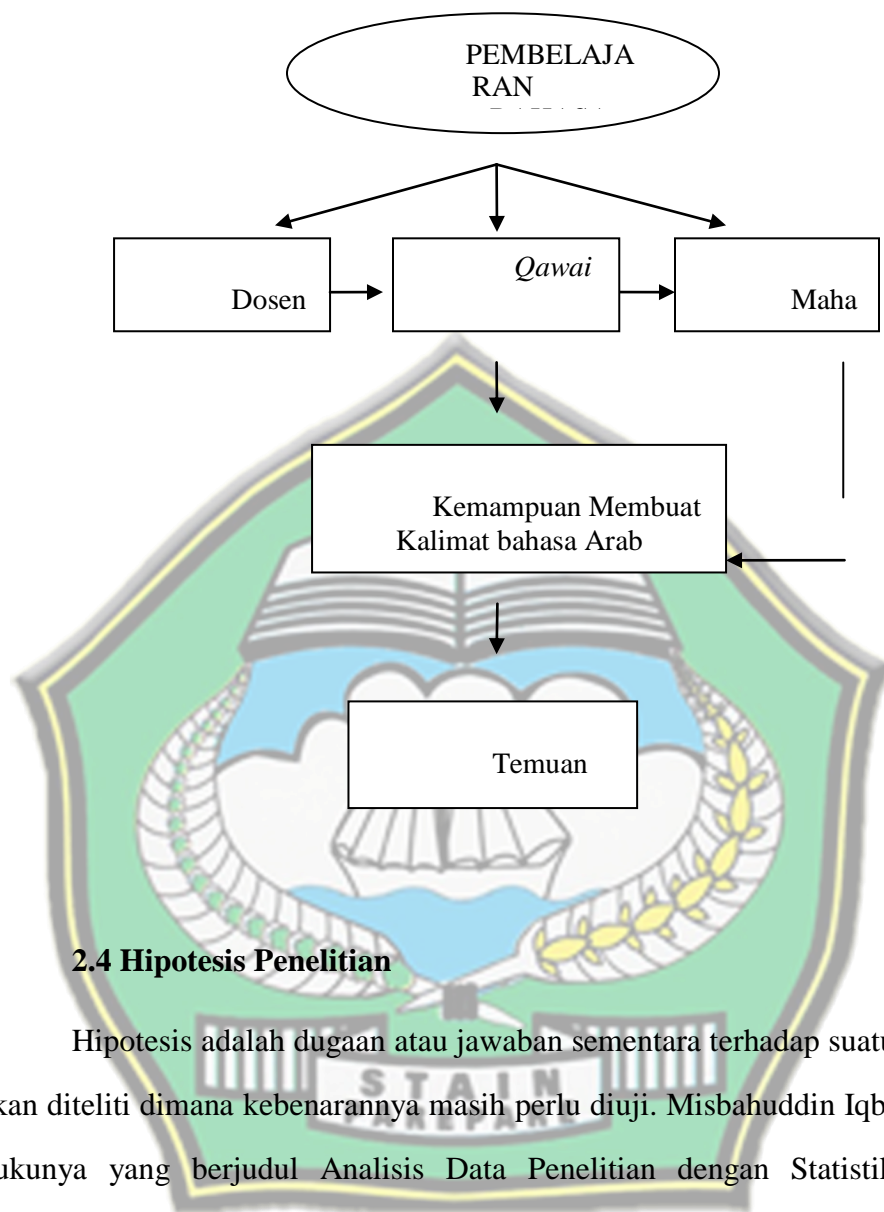 PEMBELAJA
RAN
Qawai
Dosen
Maha
Kemampuan Membuat
Kalimat bahasa Arab
Temuan
2.4 Hipotesis Penelitian
Hipotesis adalah dugaan atau jawaban sementara terhadap suatu
kan diteliti dimana kebenarannya masih perlu diuji. Misbahuddin Iqb
ukunya yang berjudul Analisis Data Penelitian dengan Statistik
STAIN
PAREPARE